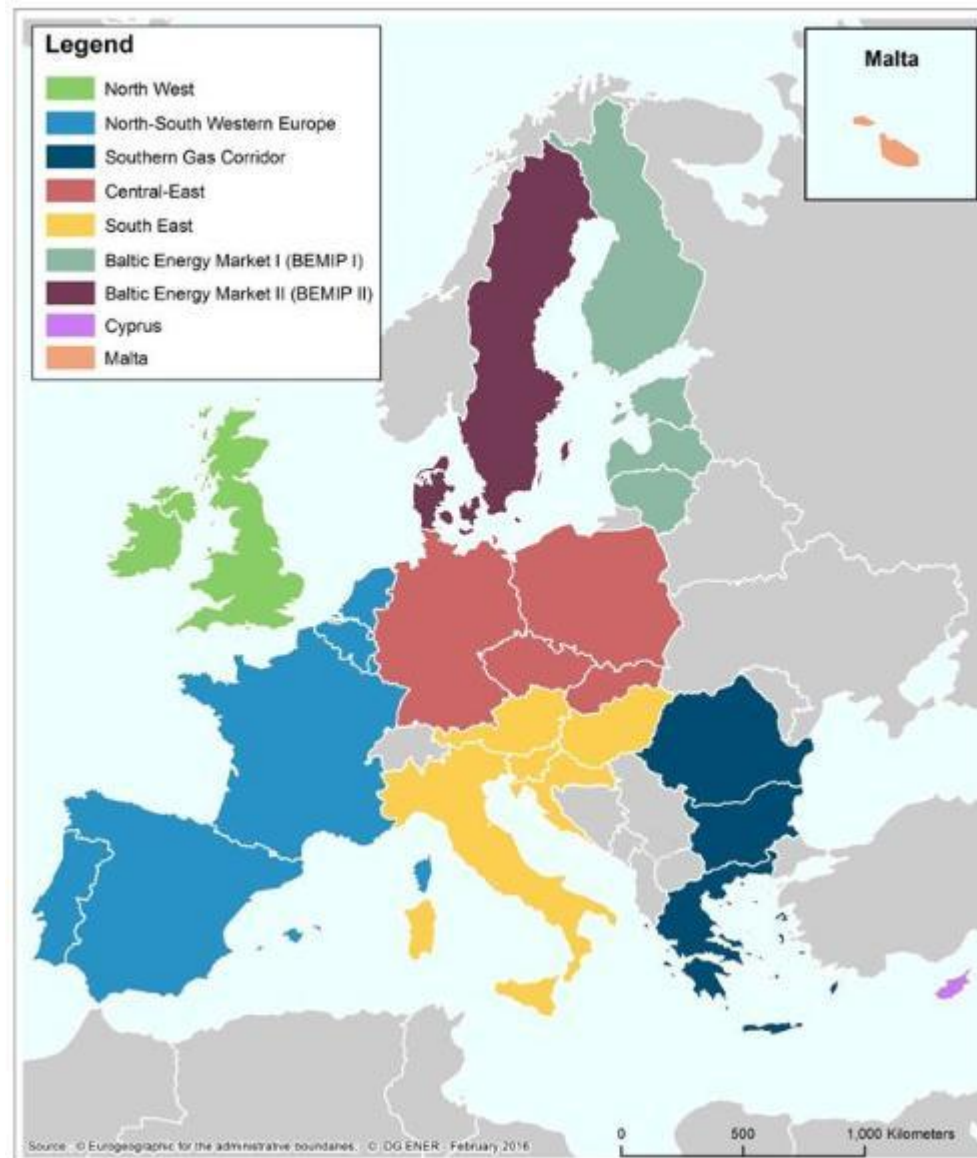 Legend
North West
North-South Western Europe
Southern Gas Corridor
Central-East
South East
Baltic Energy Market I (BEMIP I)
Baltic Energy Market II (BEMIP II)
Cyprus
Malta
Malta
Source : © Eurogeographic for the administrative boundaries. © DG ENER - February 2016
0 500 1,000 Kilometers